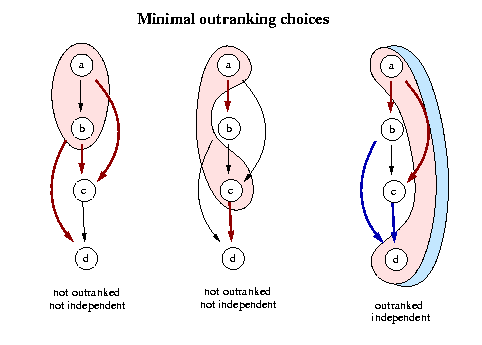 Minimal outranking choices
a
b
c
d
not outranked
not independent
a
b
c
d
not outranked
not independent
a
b
c
d
outranked
independent